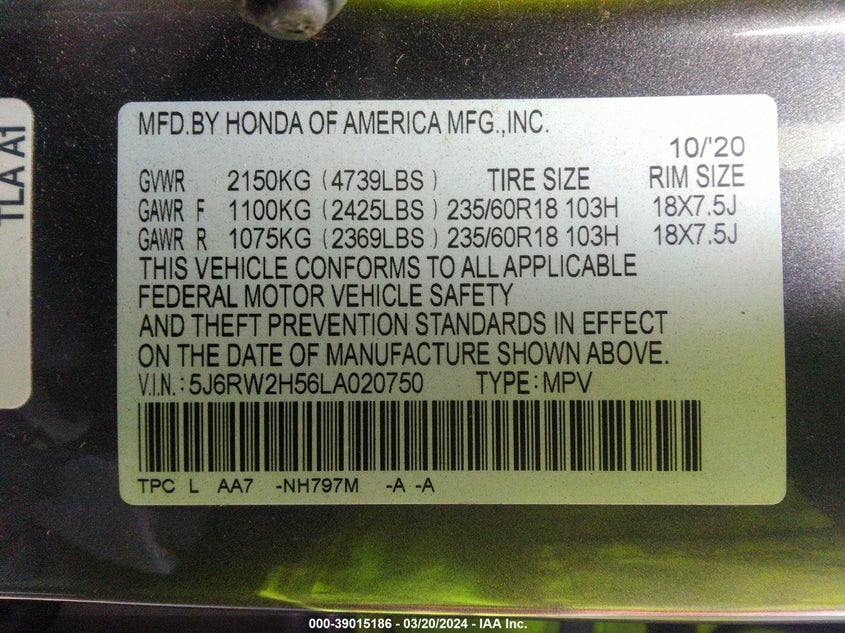 TLA A1
MFD.BY HONDA OF AMERICA MFG.,INC.
10/'20
GVWR 2150KG (4739LBS) TIRE SIZE RIM SIZE
GAWR F 1100KG (2425LBS) 235/60R18 103H 18X7.5J
GAWR R 1075KG (2369LBS) 235/60R18 103H 18X7.5J
THIS VEHICLE CONFORMS TO ALL APPLICABLE
FEDERAL MOTOR VEHICLE SAFETY
AND THEFT PREVENTION STANDARDS IN EFFECT
ON THE DATE OF MANUFACTURE SHOWN ABOVE.
V.I.N.: 5J6RW2H56LA020750 TYPE: MPV
TPC L AA7 -NH797M -A -A
000-39015186 - 03/20/2024 - IAA Inc.